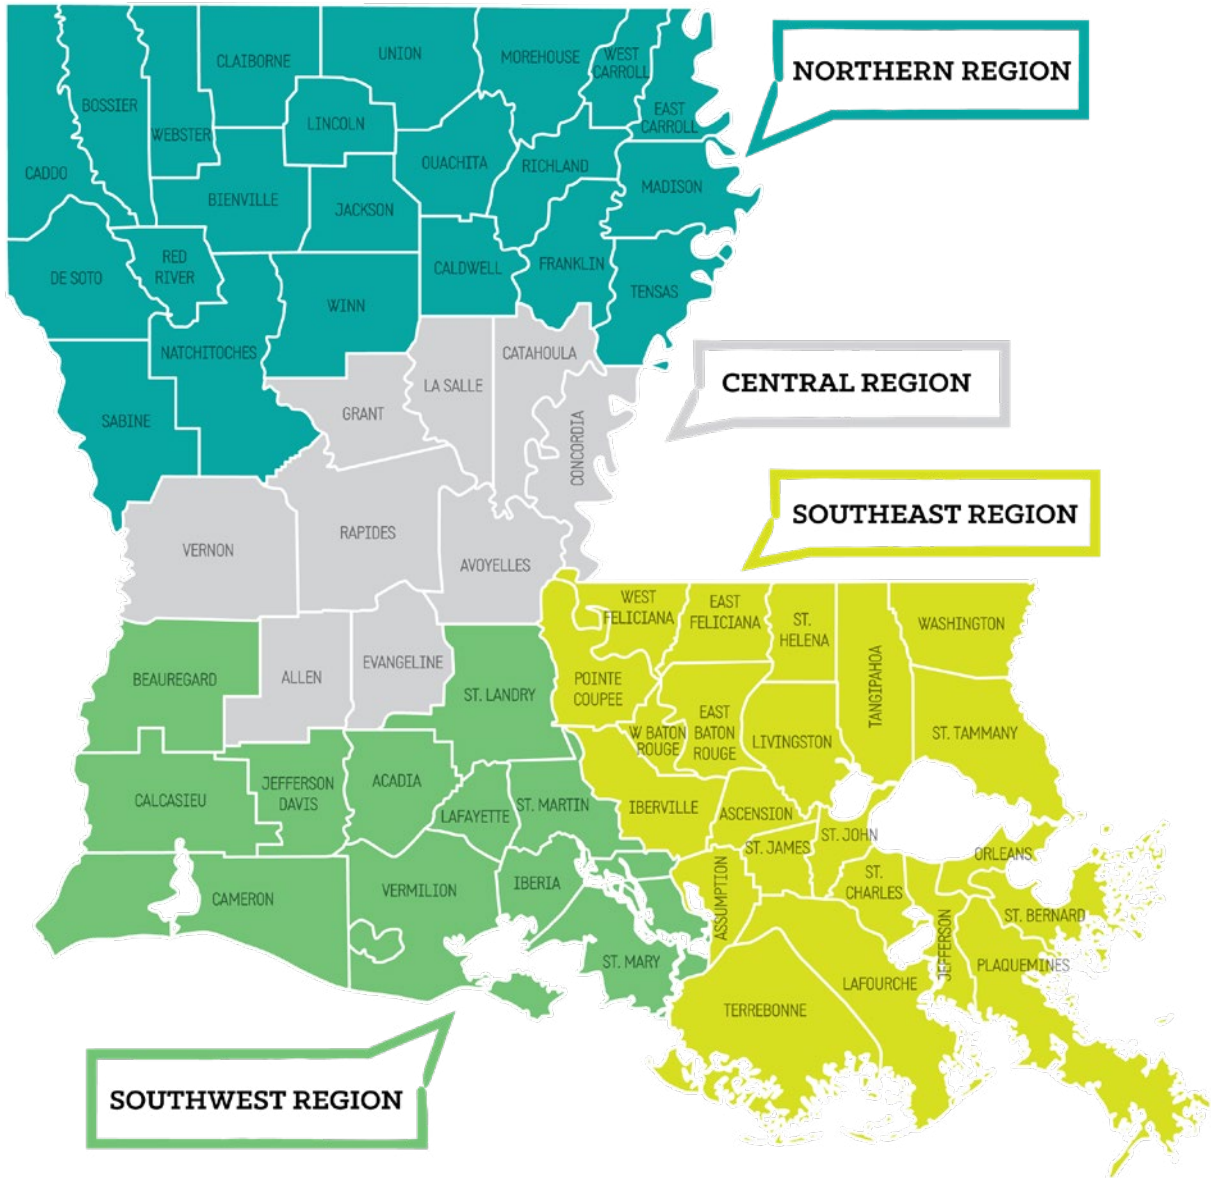 CLAIBORNE
UNION
MOREHOUSE
WEST
CARROLL
NORTHERN REGION
BOSSIER
WEBSTER
LINCOLN
EAST
CARROLL
CADDO
OUACHITA
RICHLAND
MADISON
BIENVILLE
JACKSON
DE SOTO
RED
RIVER
CALDWELL
FRANKLIN
TENSAS
WINN
NATCHITOCHES
CATAHOULA
LA SALLE
CENTRAL REGION
SABINE
GRANT
CONCORDIA
SOUTHEAST REGION
VERNON
RAPIDES
AVOYELLES
WEST
FELICIANA
EAST
FELICIANA
ST.
HELENA
WASHINGTON
BEAUREGARD
ALLEN
EVANGELINE
ST. LANDRY
POINTE
COUPEE
TANGIPAHOA
W BATON
ROUGE
EAST
BATON
ROUGE
LIVINGSTON
ST. TAMMANY
CALCASIEU
JEFFERSON
DAVIS
ACADIA
LAFAYETTE
ST. MARTIN
IBERVILLE
ASCENSION
ST. JAMES
ST. JOHN
ORLEANS
CAMERON
VERMILION
IBERIA
ASSUMPTION
ST.
CHARLES
JEFFERSON
ST. BERNARD
ST. MARY
PLAQUEMINES
LAFOURCHE
TERREBONNE
SOUTHWEST REGION